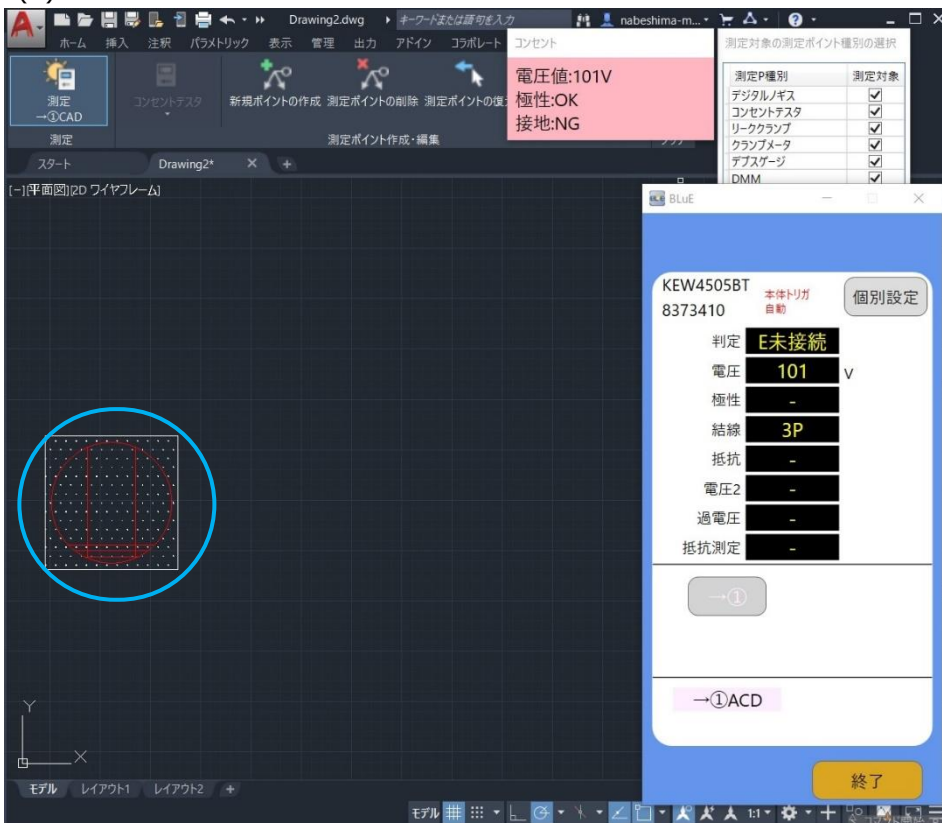 Drawing2.dwg
キーワードまたは語句を入力
nabeshima-m...
ホーム 挿入 注釈 パラメトリック 表示 管理 出力 アドイン コラボレート
コンセント
電圧値:101V
極性:OK
接地:NG
測定対象の測定ポイント種別の選択
測定P種別 測定対象
デジタルノギス
コンセントテスタ
リーククランプ
クランプメータ
デプスゲージ
DMM
測定
→①CAD
コンセントテスタ
新規ポイントの作成 測定ポイントの削除 測定ポイントの復
測定
測定ポイント作成・編集
スタート
Drawing2*
[−][平面図][2D ワイヤフレーム]
BLuE
KEW4505BT
8373410
本体トリガ
自動
個別設定
判定 E未接続
電圧 101 V
極性 -
結線 3P
抵抗 -
電圧2 -
過電圧 -
抵抗測定 -
→①
→①ACD
終了
Y
X
モデル レイアウト1 レイアウト2 +
モデル
1:1